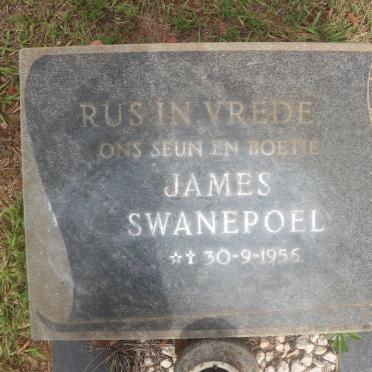 RUS IN VREDE.
ONS SEUN EN BOETIE
JAMES
SWANEPOEL
☆† 30-9-1956